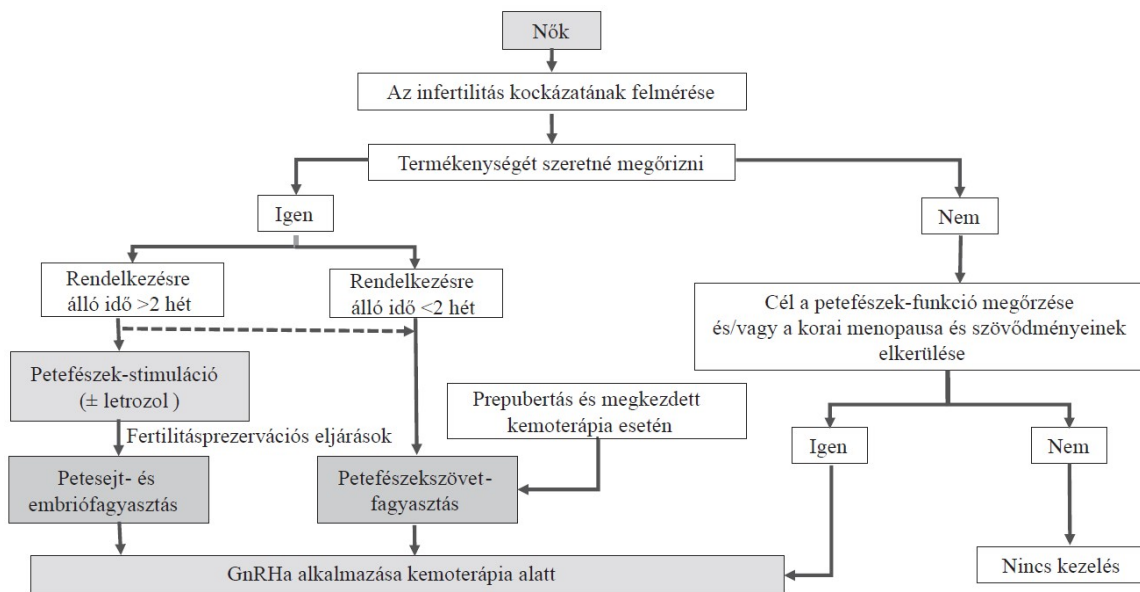 Nők
Az infertilitás kockázatának felmérése
Termékenységét szeretné megőrizni
Igen
Nem
Rendelkezésre
álló idő >2 hét
Rendelkezésre
álló idő <2 hét
Cél a petefészek-funkció megőrzése
és/vagy a korai menopausa és szövődményeinek
elkerülése
Petefészek-stimuláció
(± letrozol )
Prepubertás és megkezdett
kemoterápia esetén
Igen
Nem
Fertilitásprezervációs eljárások
Petesejt- és
embriófagyasztás
Petefészekszövet-
fagyasztás
GnRHa alkalmazása kemoterápia alatt
Nincs kezelés